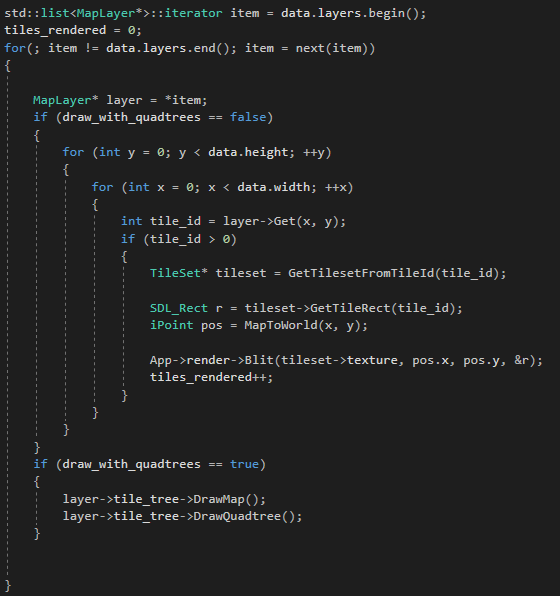 std::list<MapLayer*>::iterator item = data.layers.begin();
tiles_rendered = 0;
for(; item != data.layers.end(); item = next(item))
{
MapLayer* layer = *item;
if (draw_with_quadtrees == false)
{
for (int y = 0; y < data.height; ++y)
{
for (int x = 0; x < data.width; ++x)
{
int tile_id = layer->Get(x, y);
if (tile_id > 0)
{
TileSet* tileset = GetTilesetFromTileId(tile_id);
SDL_Rect r = tileset->GetTileRect(tile_id);
iPoint pos = MapToWorld(x, y);
App->render->Blit(tileset->texture, pos.x, pos.y, &r);
tiles_rendered++;
}
}
}
}
if (draw_with_quadtrees == true)
{
layer->tile_tree->DrawMap();
layer->tile_tree->DrawQuadtree();
}
}